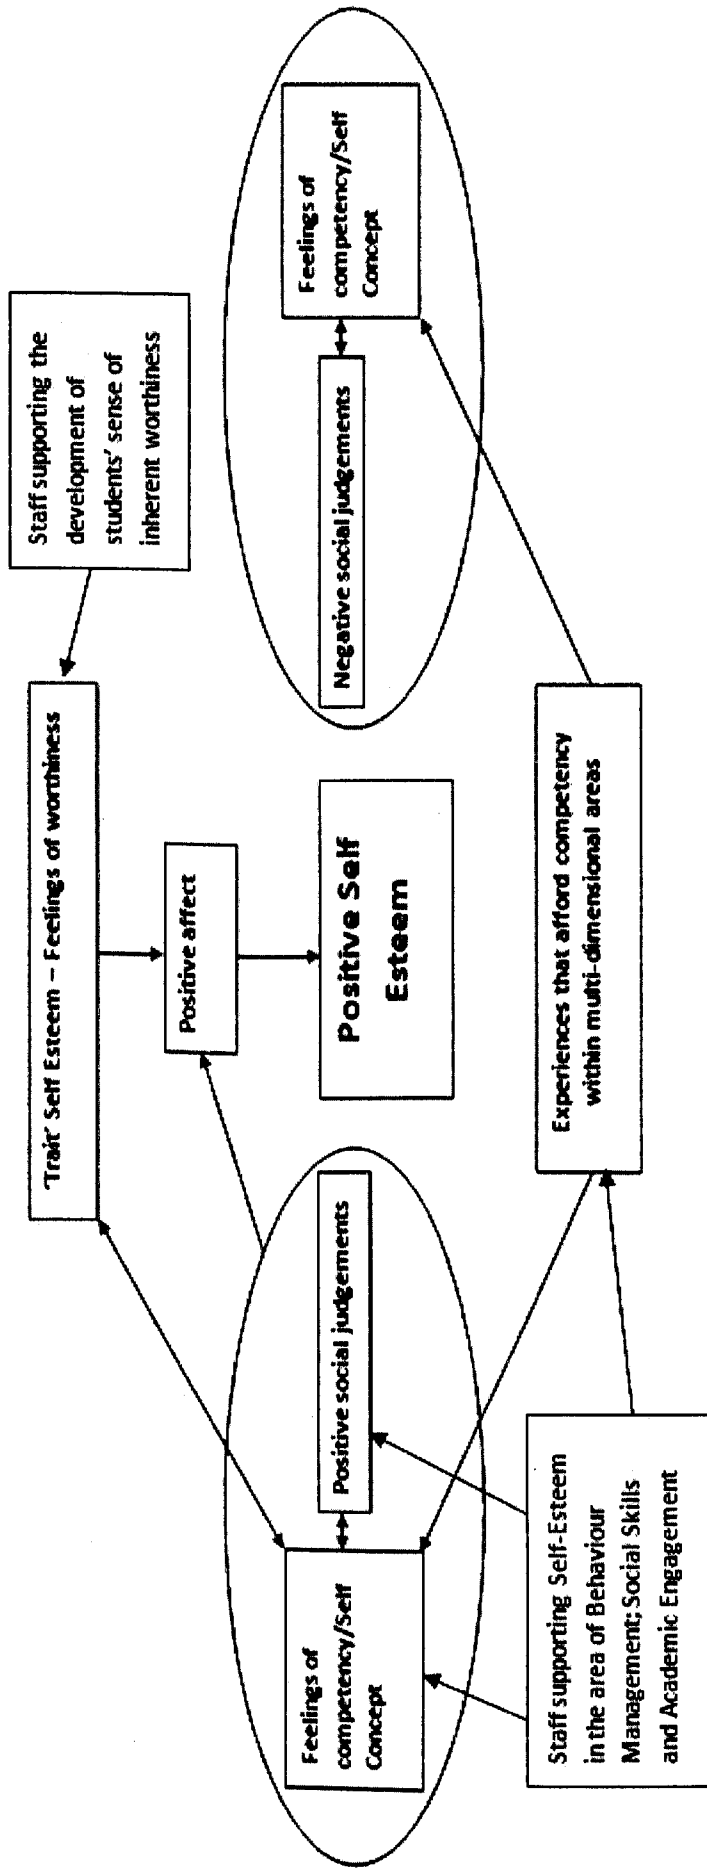 Staff supporting the
development of
students' sense of
inherent worthiness
'Trait' Self Esteem – Feelings of worthiness
Positive affect
Positive Self
Esteem
Feelings of
competency/Self
Concept
Positive social judgements
Negative social judgements
Feelings of
competency/Self
Concept
Experiences that afford competency
within multi-dimensional areas
Staff supporting Self-Esteem
in the area of Behaviour
Management; Social Skills
and Academic Engagement